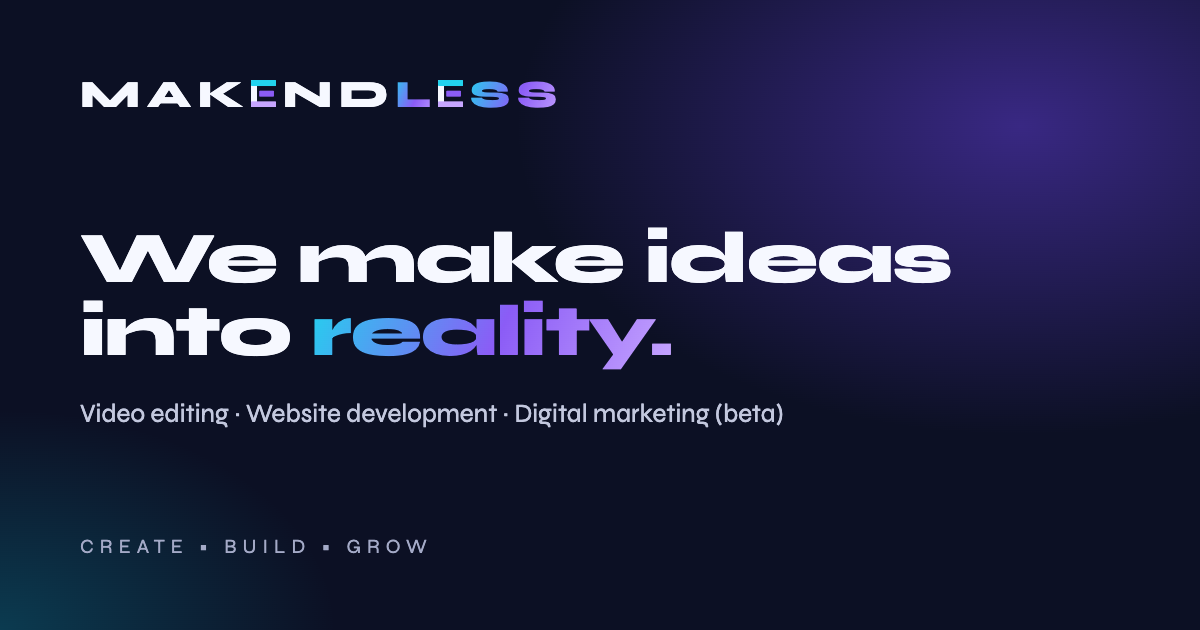 MAKENDLESS
We make ideas
into reality.
Video editing · Website development · Digital marketing (beta)
CREATE ▪ BUILD ▪ GROW